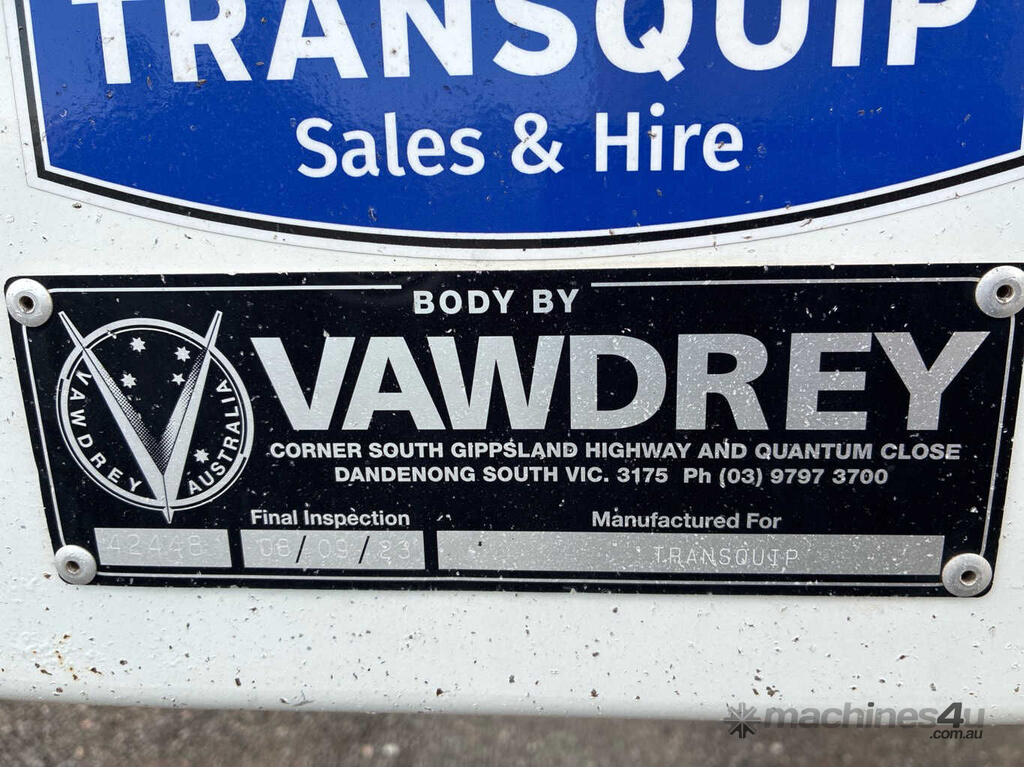 TRANSQUIP
Sales & Hire
BODY BY
VAWDREY
VAWDREY AUSTRALIA
CORNER SOUTH GIPPSLAND HIGHWAY AND QUANTUM CLOSE
DANDENONG SOUTH VIC. 3175 Ph (03) 9797 3700
Final Inspection
Manufactured For
42448 08/09/23 TRANSQUIP
machines4u
.com.au